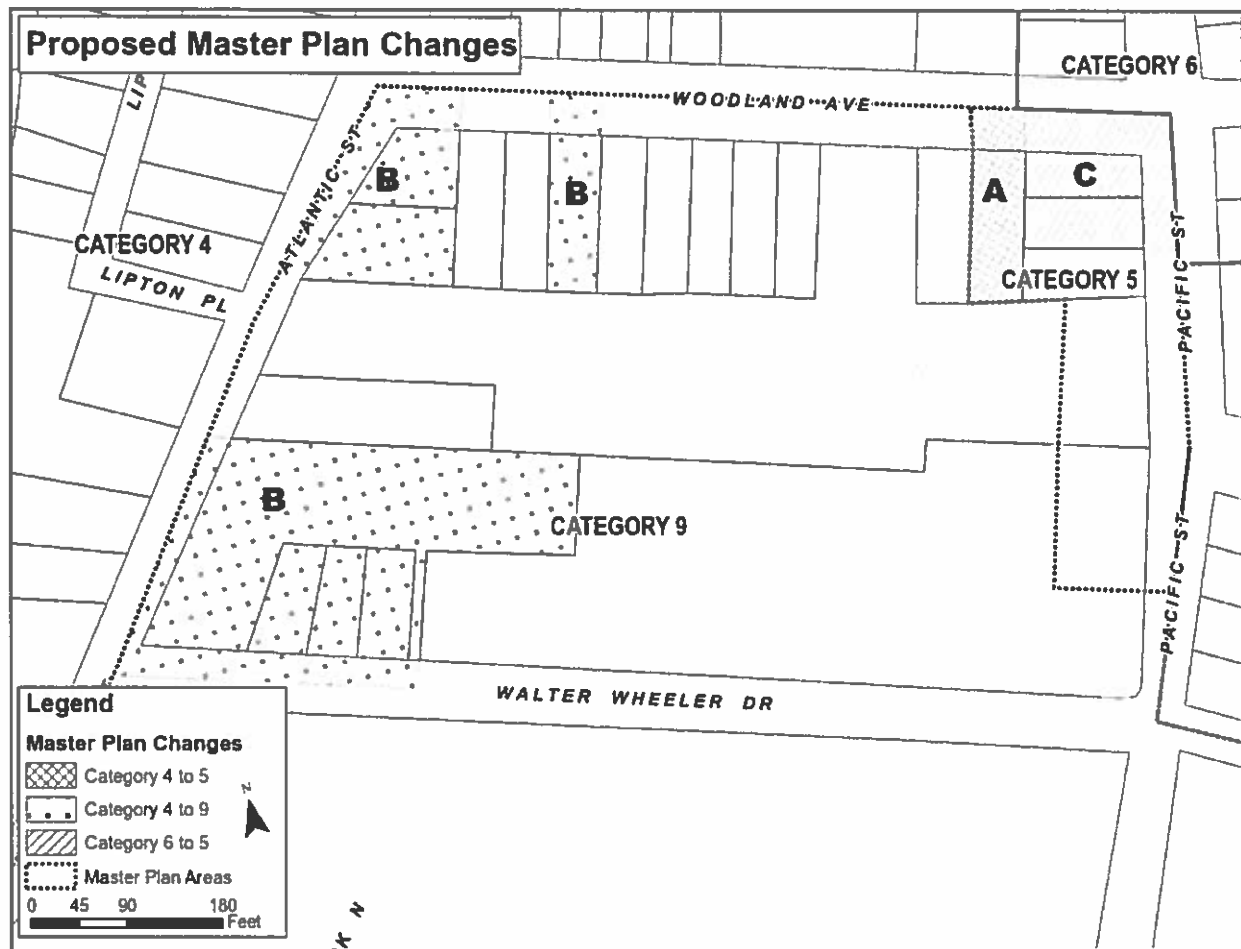 Proposed Master Plan Changes
CATEGORY 6
LIP
WOODLAND AVE
ATLANTIC ST
B
B
A
C
CATEGORY 4
LIPTON PL
CATEGORY 5
PACIFIC ST
B
CATEGORY 9
PACIFIC ST
WALTER WHEELER DR
Legend
Master Plan Changes
Category 4 to 5
Category 4 to 9
Category 6 to 5
Master Plan Areas
N
0 45 90 180
Feet
K N